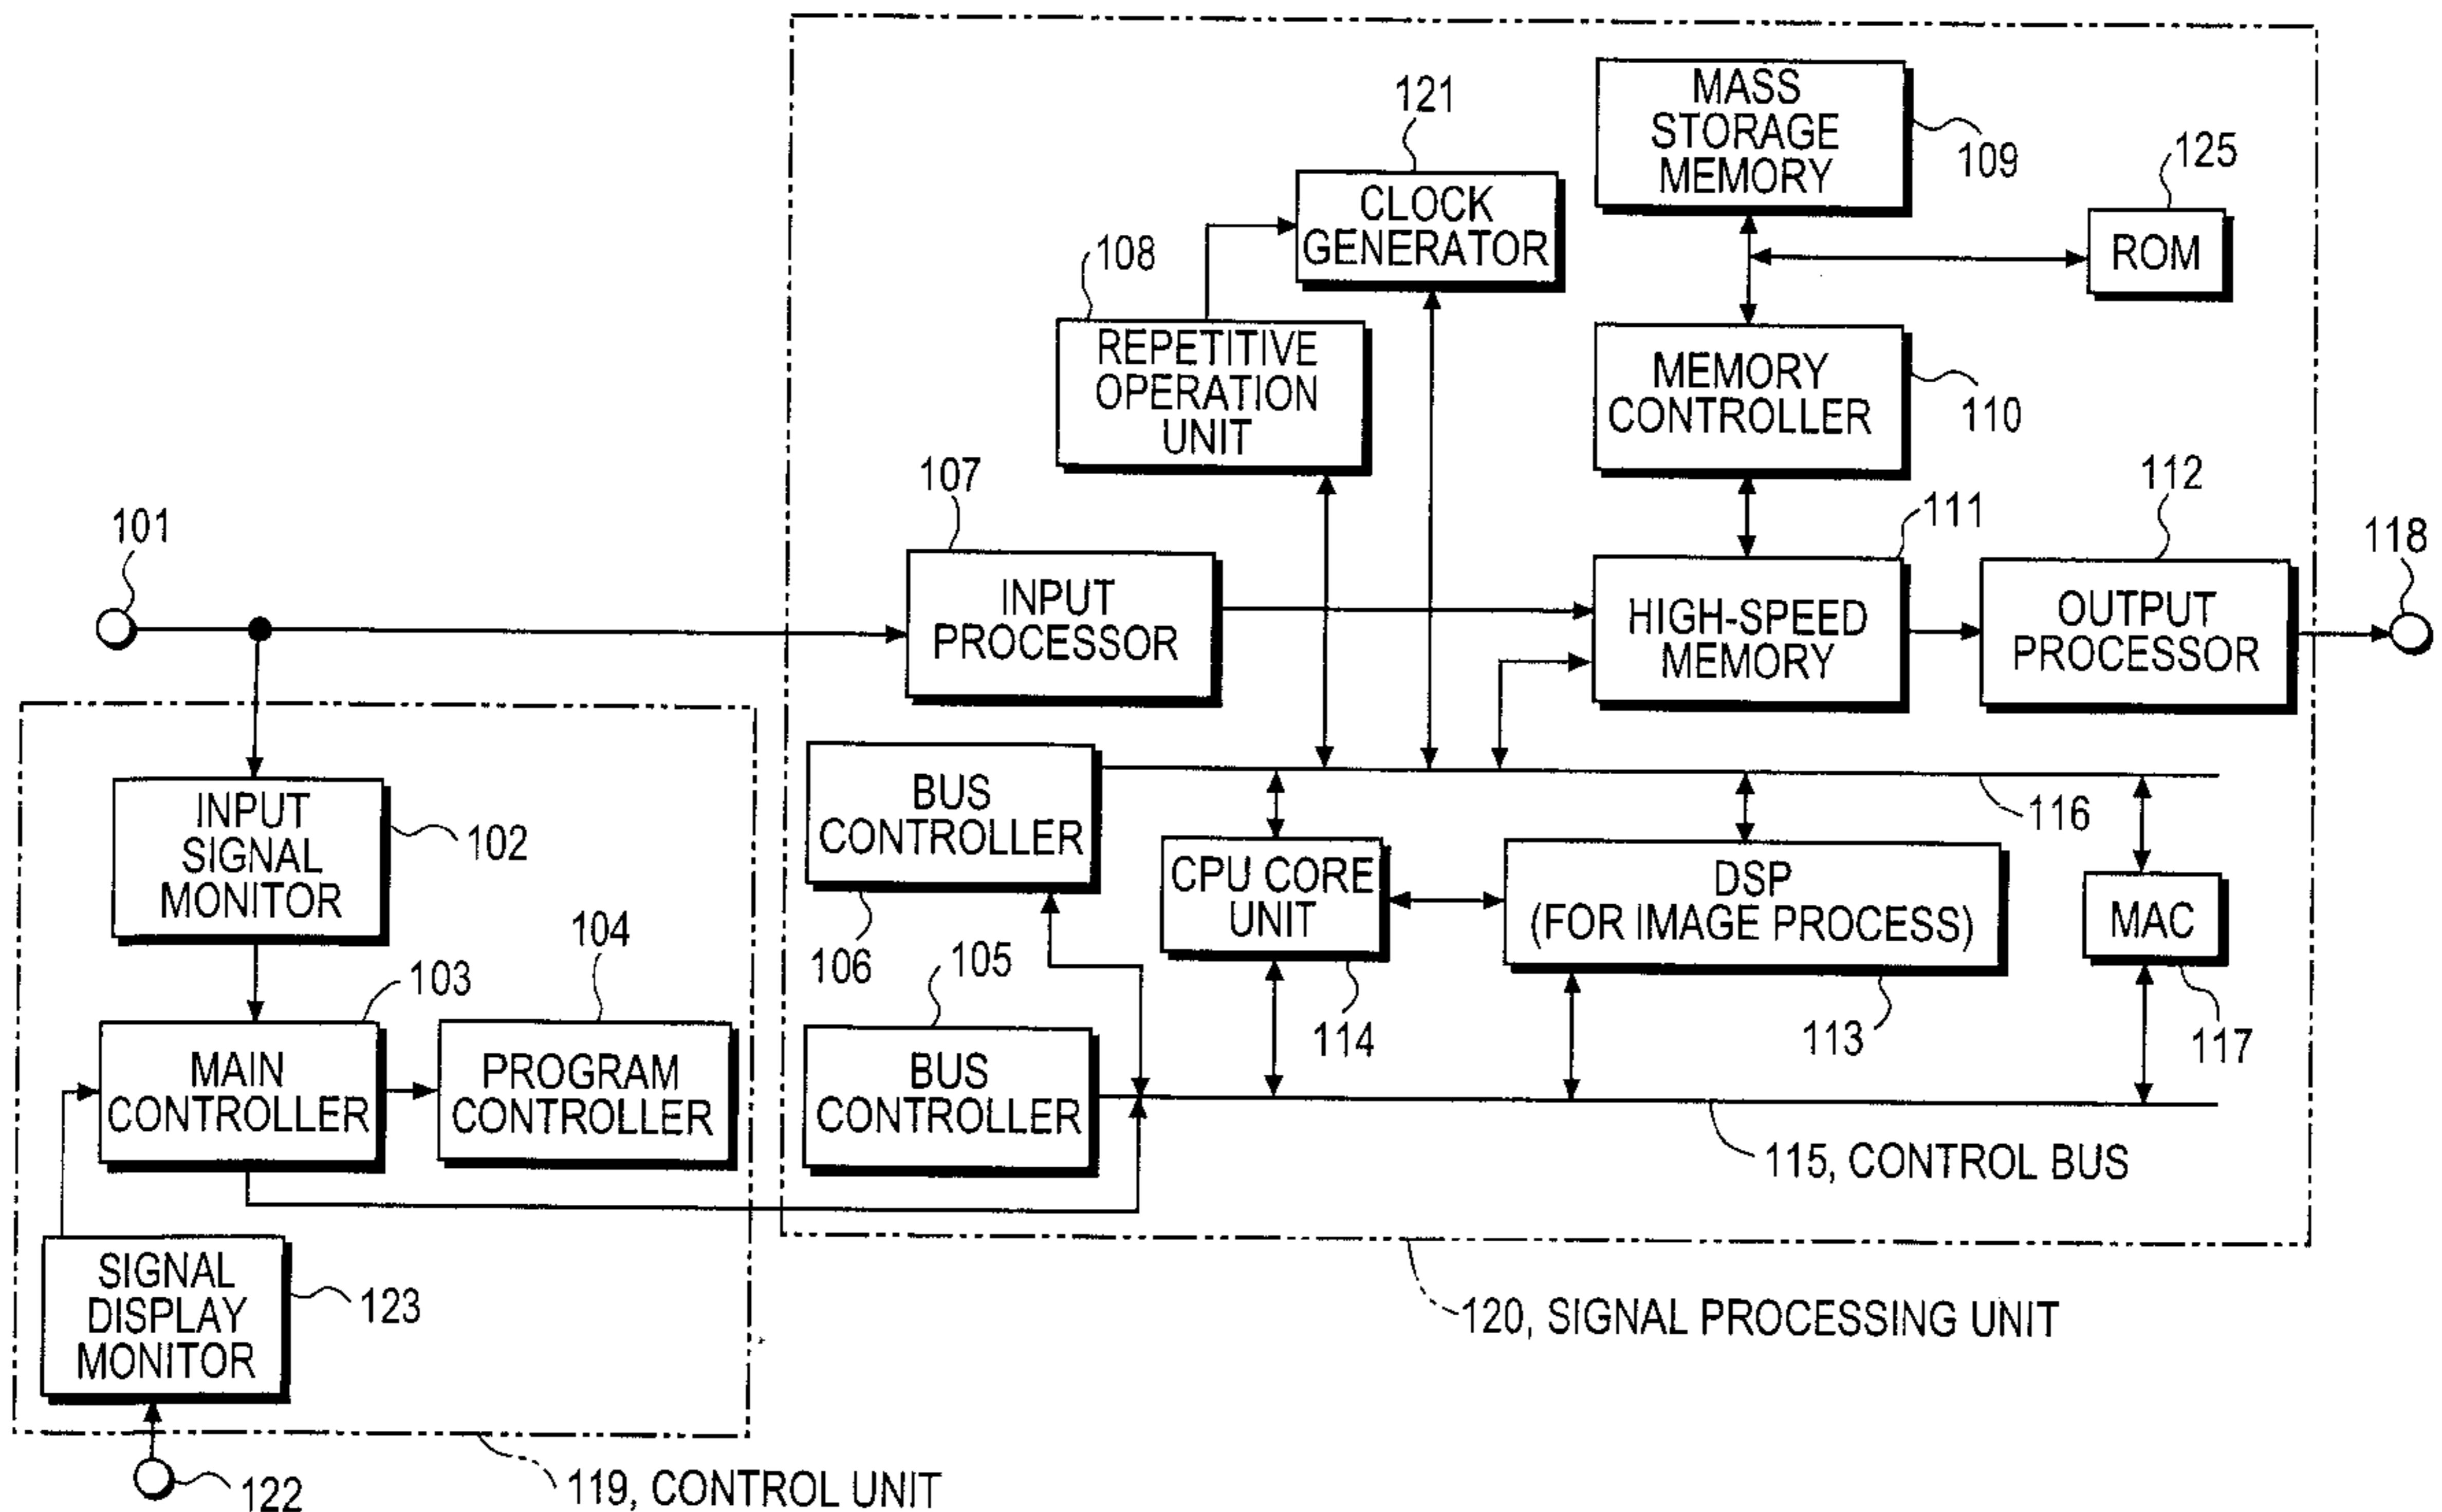 121
MASS
STORAGE
MEMORY
109
125
CLOCK
GENERATOR
ROM
108
REPETITIVE
OPERATION
UNIT
MEMORY
CONTROLLER
110
107
112
111
118
101
INPUT
PROCESSOR
HIGH-SPEED
MEMORY
OUTPUT
PROCESSOR
BUS
CONTROLLER
106
116
INPUT
SIGNAL
MONITOR
102
CPU CORE
UNIT
114
DSP
(FOR IMAGE PROCESS)
113
MAC
117
103
104
105
MAIN
CONTROLLER
PROGRAM
CONTROLLER
BUS
CONTROLLER
115, CONTROL BUS
SIGNAL
DISPLAY
MONITOR
123
120, SIGNAL PROCESSING UNIT
122
119, CONTROL UNIT